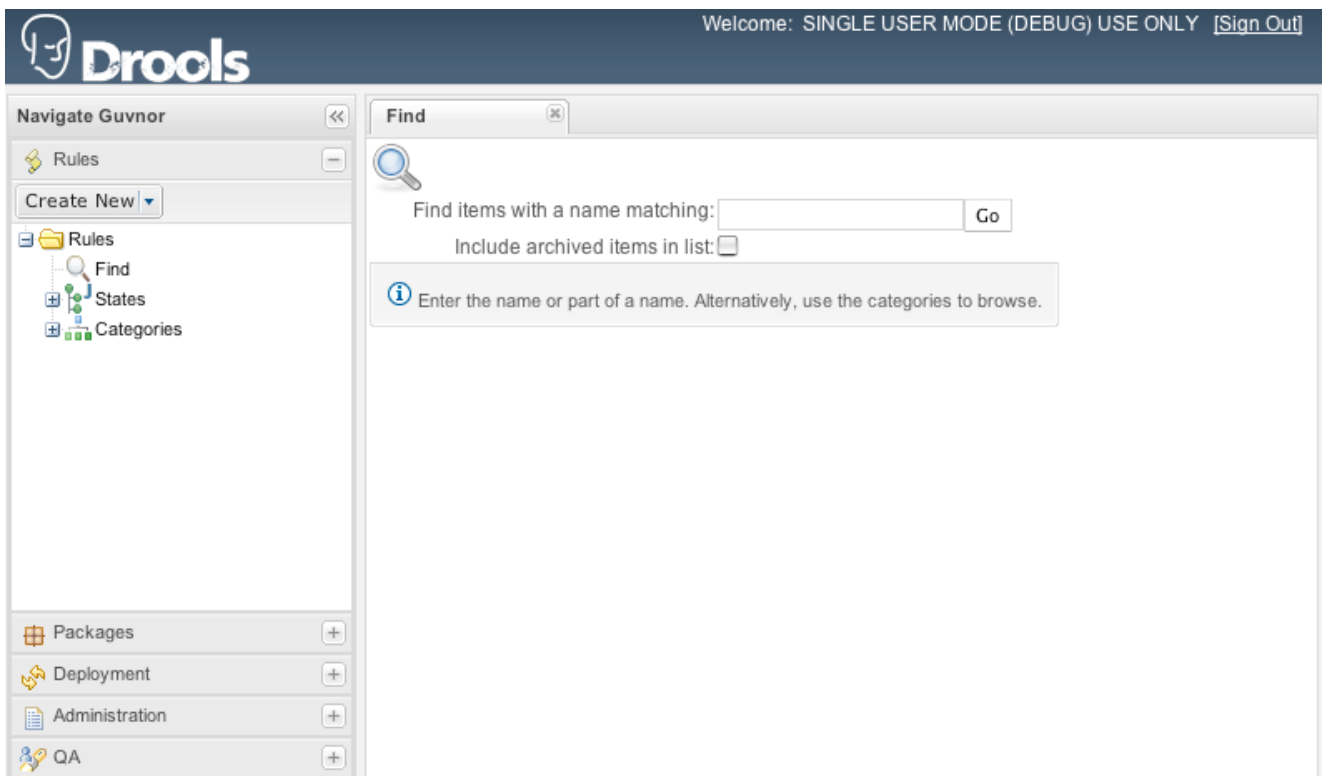 Welcome: SINGLE USER MODE (DEBUG) USE ONLY [Sign Out]
Drools
Navigate Guvnor
Rules
Create New
Rules
Find
States
Categories
Packages
Deployment
Administration
QA
Find
Find items with a name matching:
Go
Include archived items in list:
Enter the name or part of a name. Alternatively, use the categories to browse.